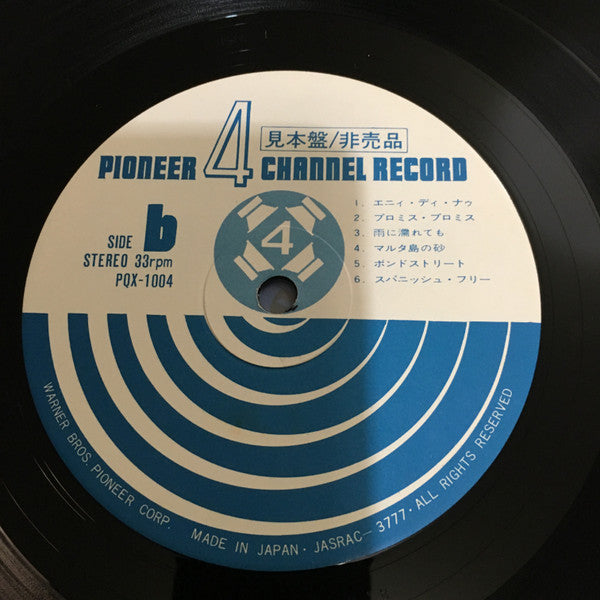 見本盤/非売品
PIONEER 4 CHANNEL RECORD
SIDE b
STEREO 33rpm
PQX-1004
4
1. エニィ・ディ・ナゥ
2. プロミス・プロミス
3. 雨に濡れても
4. マルタ島の砂
5. ボンドストリート
6. スパニッシュ・フリー
WARNER BROS. PIONEER CORP. MADE IN JAPAN・JASRAC-3777・ALL RIGHTS RESERVED